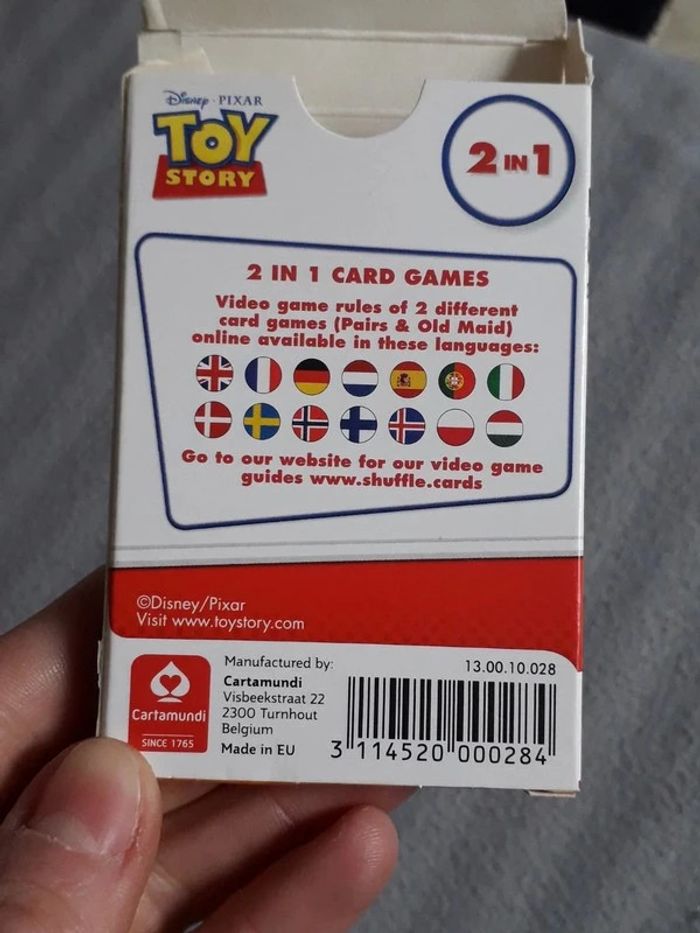 Disney · PIXAR
TOY
STORY
2 IN 1
2 IN 1 CARD GAMES
Video game rules of 2 different
card games (Pairs & Old Maid)
online available in these languages:
Go to our website for our video game
guides www.shuffle.cards
©Disney/Pixar
Visit www.toystory.com
Cartamundi
SINCE 1765
Manufactured by:
Cartamundi
Visbeekstraat 22
2300 Turnhout
Belgium
Made in EU
13.00.10.028
3 114520 000284